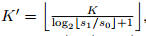 K′ = ⌊ K / log₂⌊s₁/s₀⌋+1 ⌋,